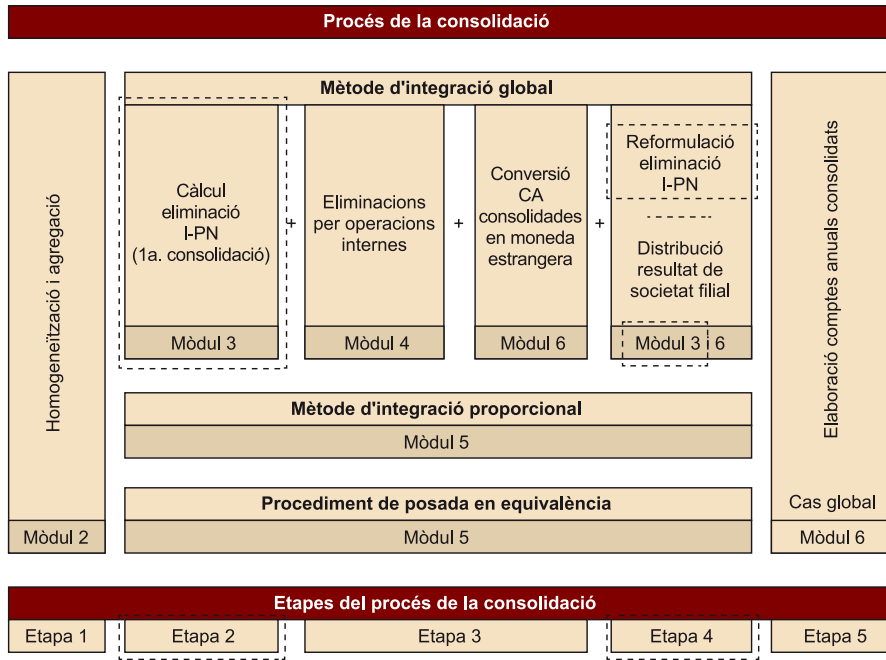 Procés de la consolidació
Homogeneïtzació i agregació
Mòdul 2
Mètode d'integració global
Càlcul
eliminació
I-PN
(1a. consolidació)
Mòdul 3
+
Eliminacions
per operacions
internes
Mòdul 4
+
Conversió
CA
consolidades
en moneda
estrangera
Mòdul 6
+
Reformulació
eliminació
I-PN
Distribució
resultat de
societat filial
Mòdul 3 6
Mètode d'integració proporcional
Mòdul 5
Procediment de posada en equivalència
Mòdul 5
Elaboració comptes anuals consolidats
Cas global
Mòdul 6
Etapes del procés de la consolidació
Etapa 1
Etapa 2
Etapa 3
Etapa 4
Etapa 5